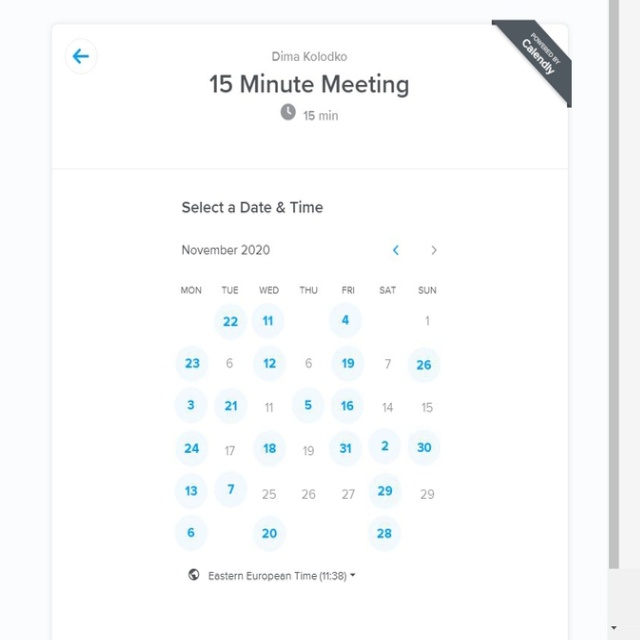 POWERED BY
Calendly
Dima Kolodko
15 Minute Meeting
15 min
Select a Date & Time
November 2020
MON TUE WED THU FRI SAT SUN
22 11 4 1
23 6 12 6 19 7 26
3 21 11 5 16 14 15
24 17 18 19 31 2 30
13 7 25 26 27 29 29
6 20 28
Eastern European Time (11:38)